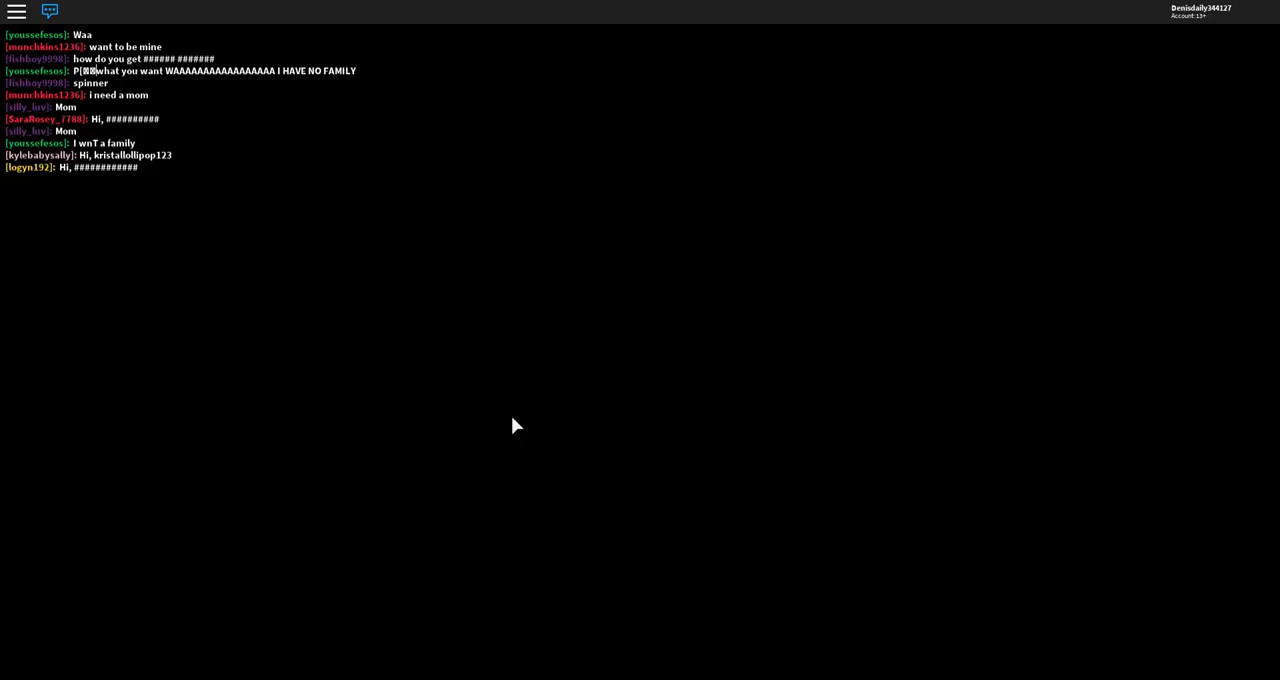 Denisdaily344127
Account: 13+
[youssefesos]: Waa
[munchkins1236]: want to be mine
[fishboy9998]: how do you get ###### #######
[youssefesos]: P[what you want WAAAAAAAAAAAAAAAAA I HAVE NO FAMILY
[fishboy9998]: spinner
[munchkins1236]: i need a mom
[silly_luv]: Mom
[SaraRosey_7788]: Hi, ##########
[silly_luv]: Mom
[youssefesos]: I wnT a family
[kylebabysally]: Hi, kristallollipop123
[logyn192]: Hi, ############